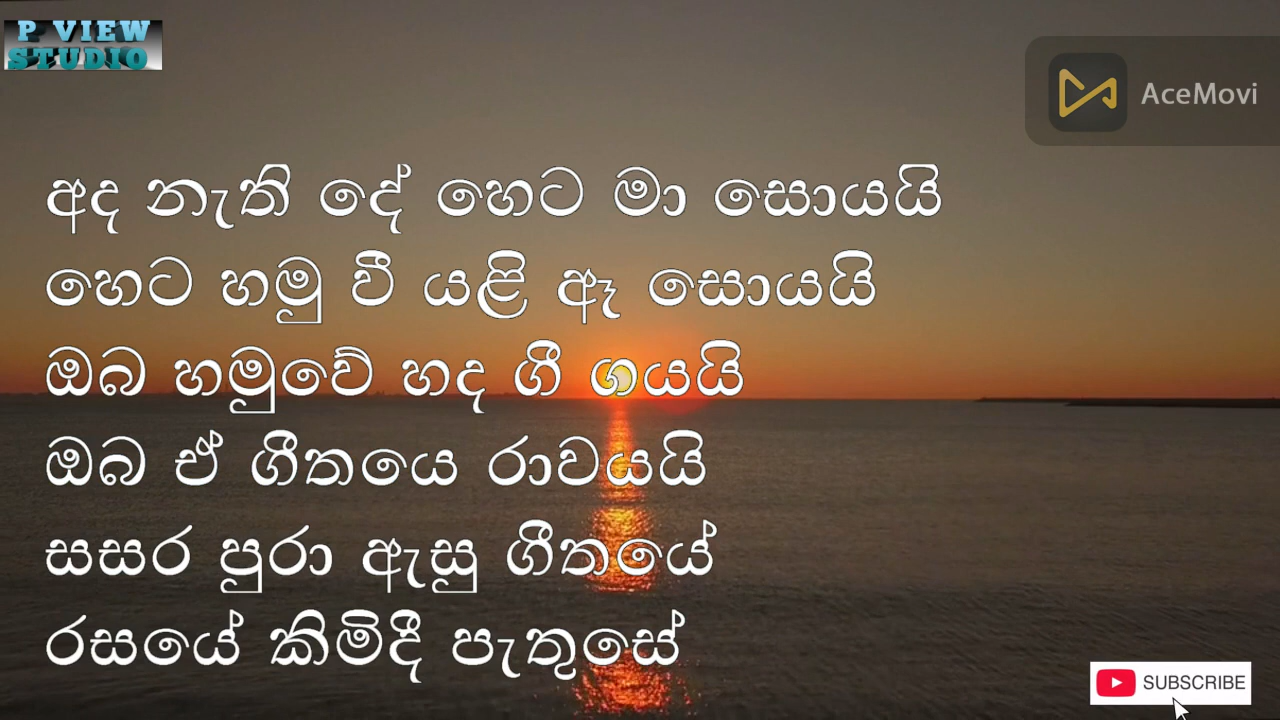 P VIEW
STUDIO
AceMovi
අද නැති දේ හෙට මා සොයයි
හෙට හමු වී යළි ඈ සොයයි
ඔබ හමුවේ හද ගී ගයයි
ඔබ ඒ ගීතයෙ රාවයයි
සසර පුරා ඇසු ගීතයේ
රසයේ කිමිදී පැතුසේ
SUBSCRIBE